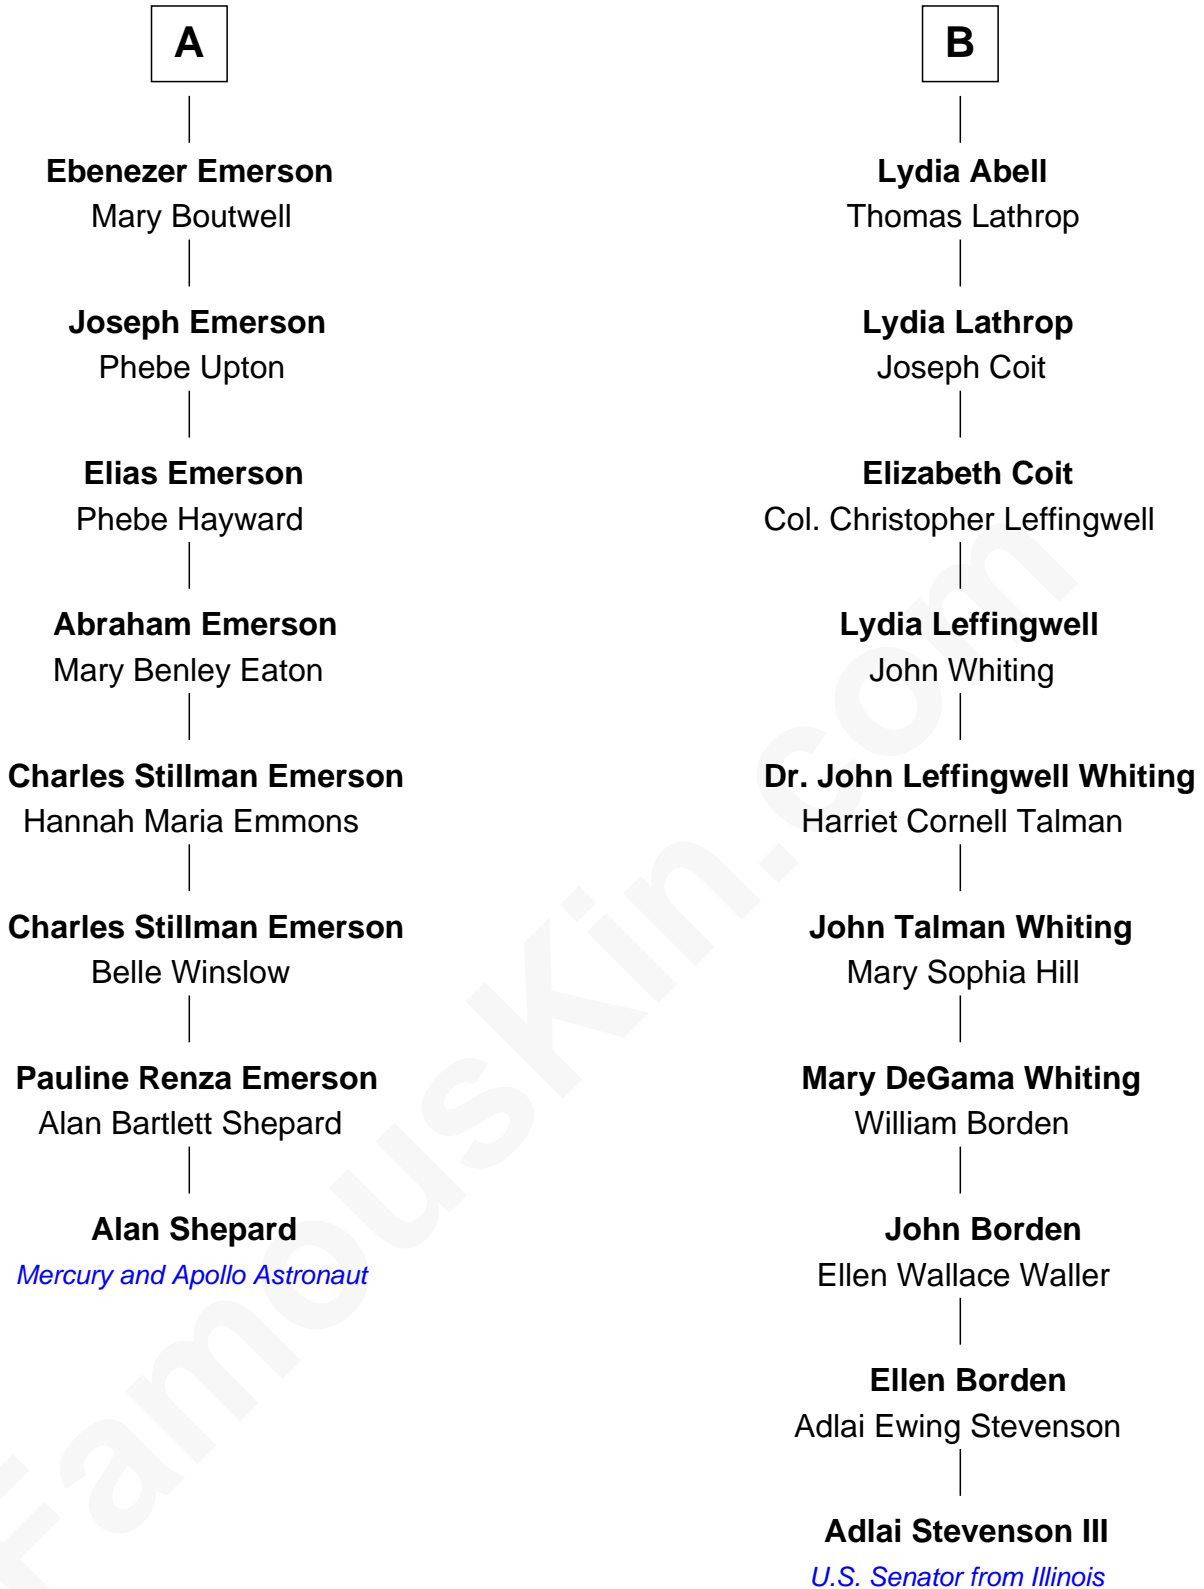 A
Ebenezer Emerson
Mary Boutwell
Joseph Emerson
Phebe Upton
Elias Emerson
Phebe Hayward
Abraham Emerson
Mary Benley Eaton
Charles Stillman Emerson
Hannah Maria Emmons
Charles Stillman Emerson
Belle Winslow
Pauline Renza Emerson
Alan Bartlett Shepard
Alan Shepard
Mercury and Apollo Astronaut
B
Lydia Abell
Thomas Lathrop
Lydia Lathrop
Joseph Coit
Elizabeth Coit
Col. Christopher Leffingwell
Lydia Leffingwell
John Whiting
Dr. John Leffingwell Whiting
Harriet Cornell Talman
John Talman Whiting
Mary Sophia Hill
Mary DeGama Whiting
William Borden
John Borden
Ellen Wallace Waller
Ellen Borden
Adlai Ewing Stevenson
Adlai Stevenson III
U.S. Senator from Illinois
FamousKin.com